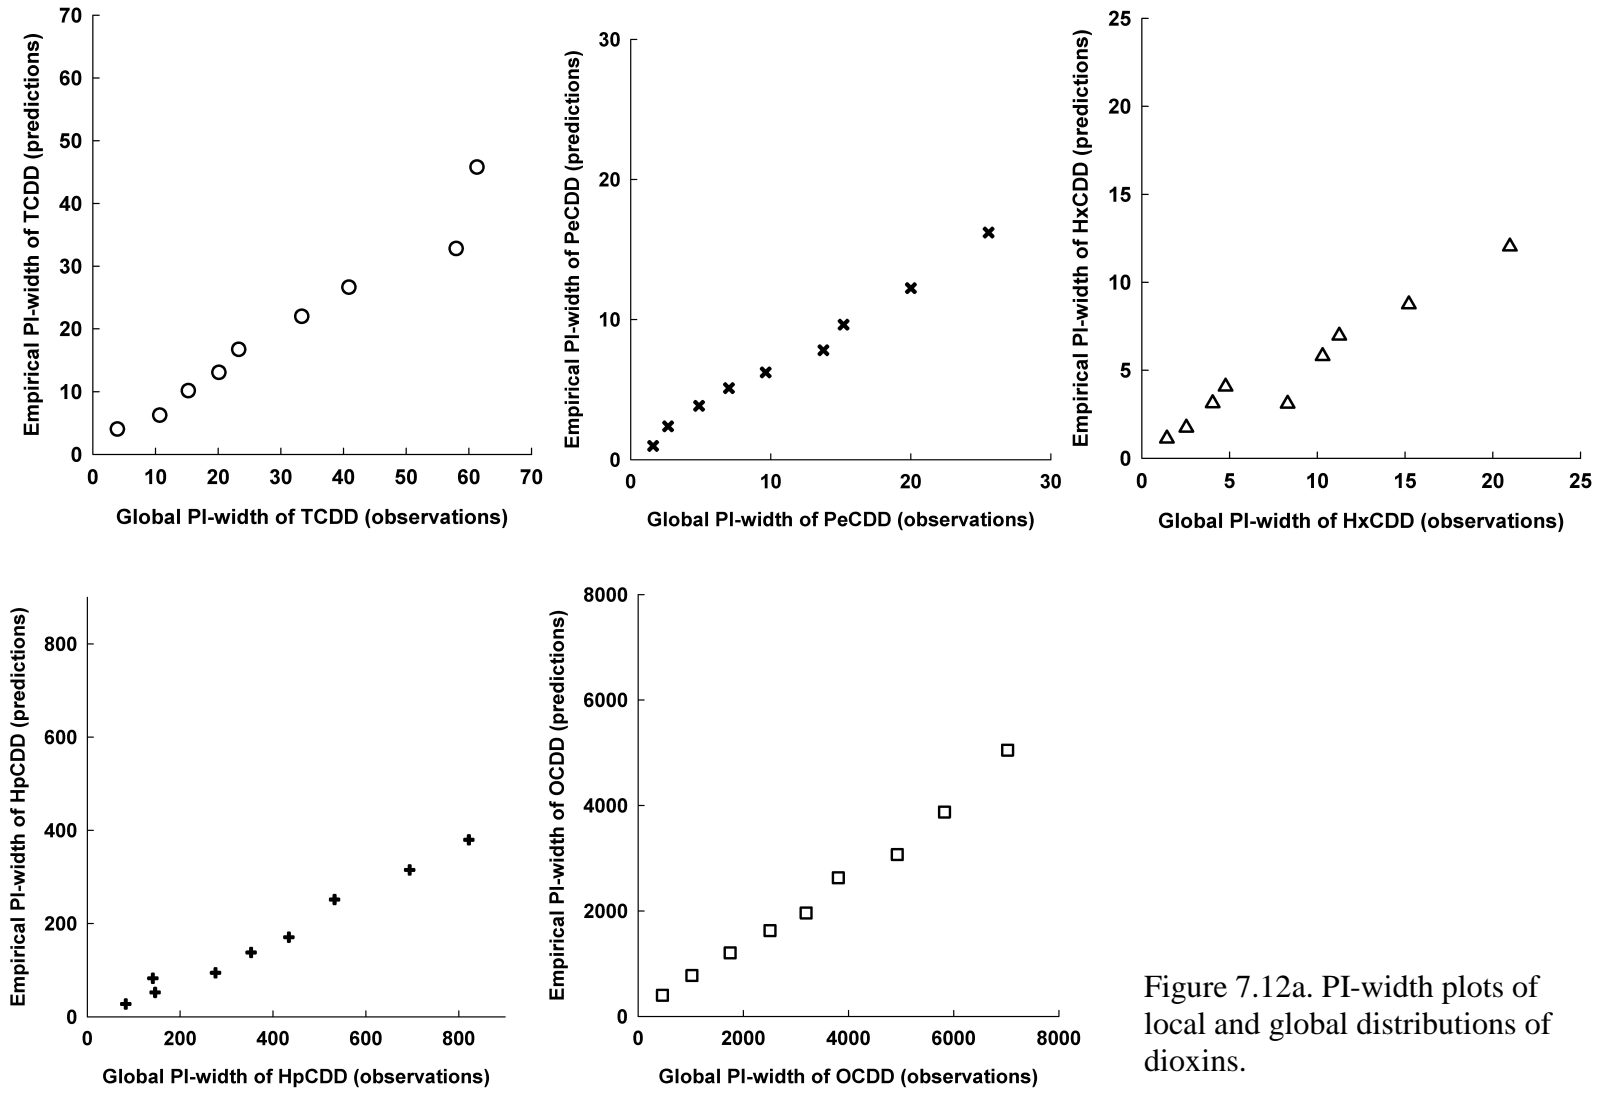 Empirical PI-width of TCDD (predictions)
70
60
50
40
30
20
10
0
0 10 20 30 40 50 60 70
Global PI-width of TCDD (observations)
Empirical PI-width of PeCDD (predictions)
30
20
10
0
0 10 20 30
Global PI-width of PeCDD (observations)
Empirical PI-width of HxCDD (predictions)
25
20
15
10
5
0
0 5 10 15 20 25
Global PI-width of HxCDD (observations)
Empirical PI-width of HpCDD (predictions)
800
600
400
200
0
0 200 400 600 800
Global PI-width of HpCDD (observations)
Empirical PI-width of OCDD (predictions)
8000
6000
4000
2000
0
0 2000 4000 6000 8000
Global PI-width of OCDD (observations)
Figure 7.12a. PI-width plots of
local and global distributions of
dioxins.